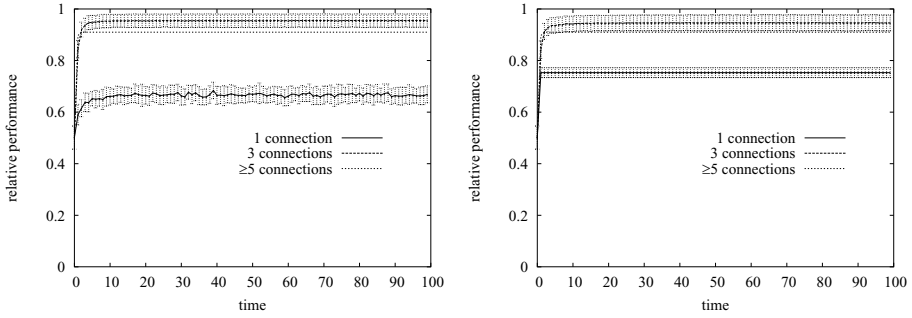 1
0.8
0.6
0.4
0.2
0
relative performance
1 connection
3 connections
≥5 connections
0 10 20 30 40 50 60 70 80 90 100
time
1
0.8
0.6
0.4
0.2
0
relative performance
1 connection
3 connections
≥5 connections
0 10 20 30 40 50 60 70 80 90 100
time